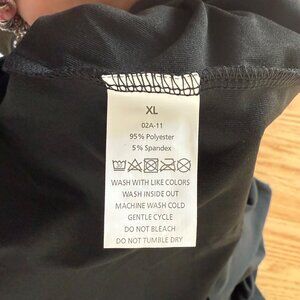 XL
02A-11
95% Polyester
5% Spandex
WASH WITH LIKE COLORS
WASH INSIDE OUT
MACHINE WASH COLD
GENTLE CYCLE
DO NOT BLEACH
DO NOT TUMBLE DRY